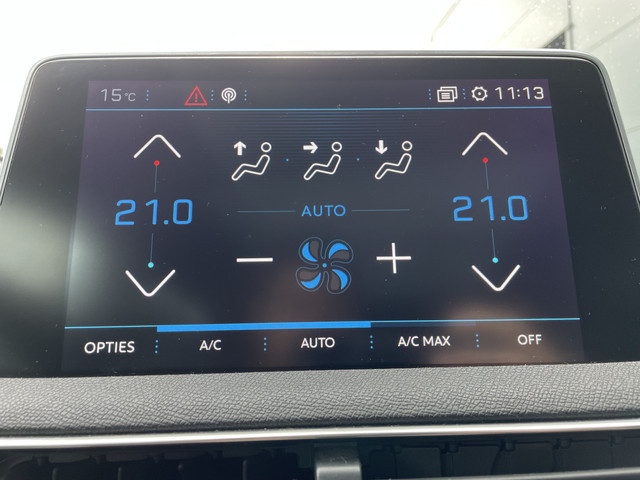 15°C 11:13
21.0 21.0
AUTO
OPTIES A/C AUTO A/C MAX OFF